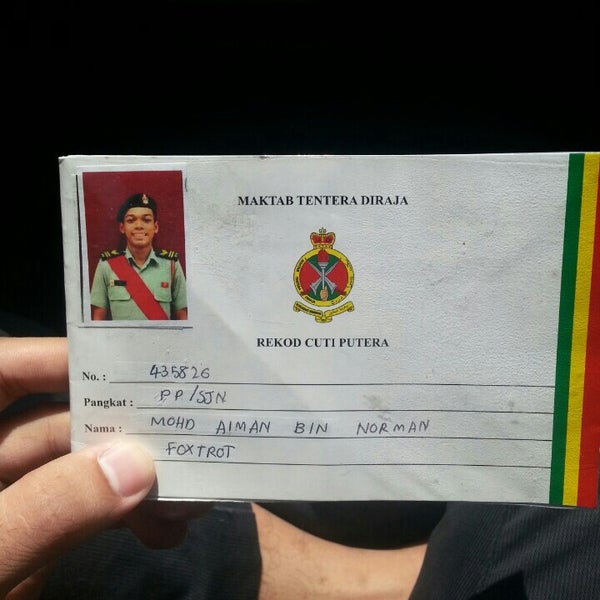 MAKTAB TENTERA DIRAJA
REKOD CUTI PUTERA
No. : 435826
Pangkat : PP/SJN
Nama : MOHD AIMAN BIN NORMAN
FOXTROT